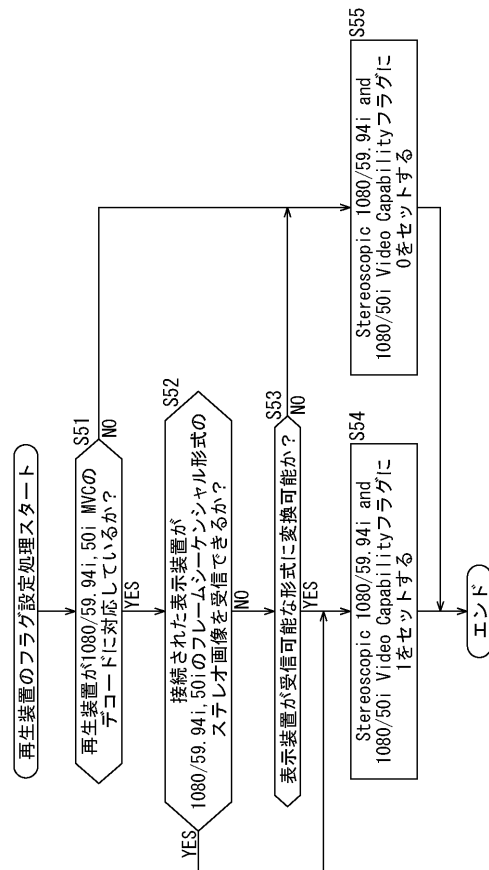 再生装置のフラグ設定処理スタート
S51
再生装置が1080/59.94i,50i MVCの
デコードに対応しているか?
NO
YES
S52
接続された表示装置が
1080/59.94i,50iのフレームシーケンシャル形式の
ステレオ画像を受信できるか?
YES
NO
S53
表示装置が受信可能な形式に変換可能か?
NO
YES
S54
Stereoscopic 1080/59.94i and
1080/50i Video Capabilityフラグに
1をセットする
S55
Stereoscopic 1080/59.94i and
1080/50i Video Capabilityフラグに
0をセットする
エンド